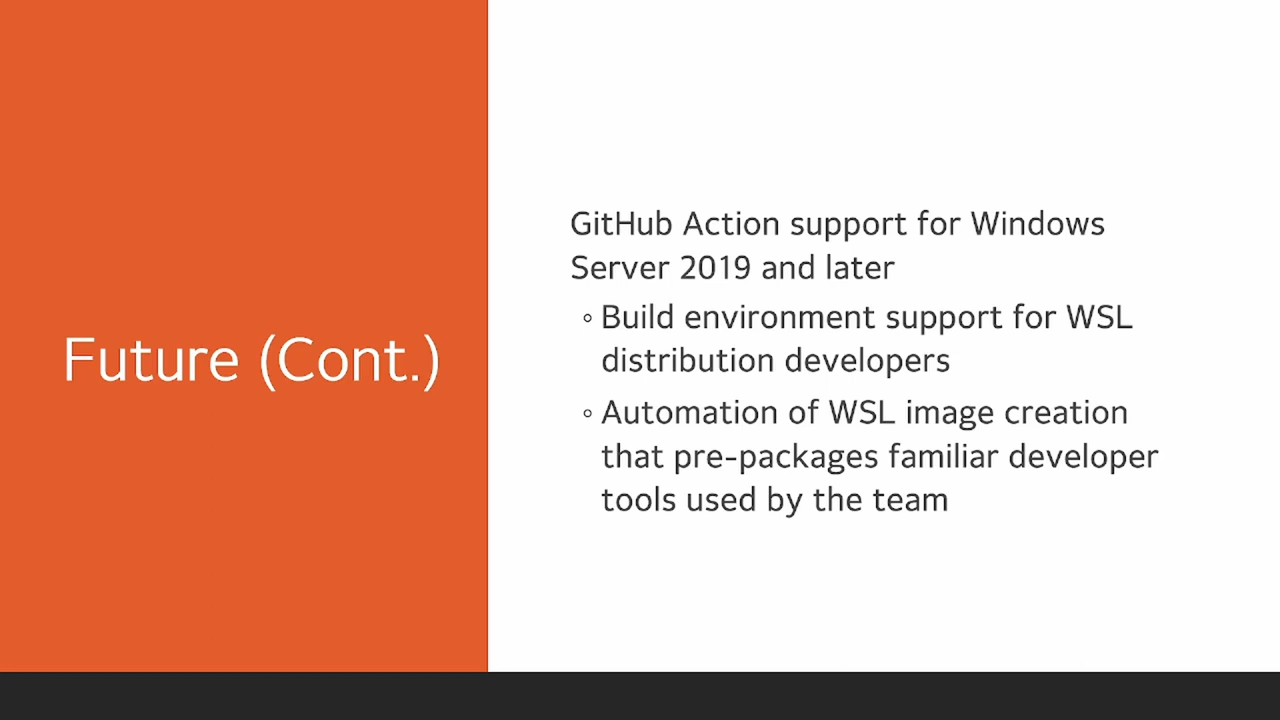 Future (Cont.)
GitHub Action support for Windows
Server 2019 and later
◦ Build environment support for WSL
distribution developers
◦ Automation of WSL image creation
that pre-packages familiar developer
tools used by the team